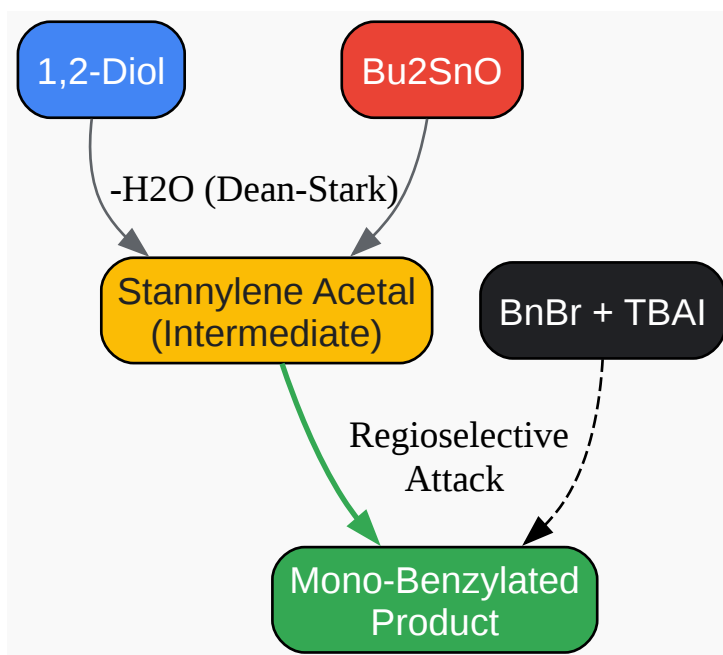 1,2-Diol
Bu2SnO
-H2O (Dean-Stark)
Stannylene Acetal
(Intermediate)
BnBr + TBAI
Regioselective
Attack
Mono-Benzylated
Product